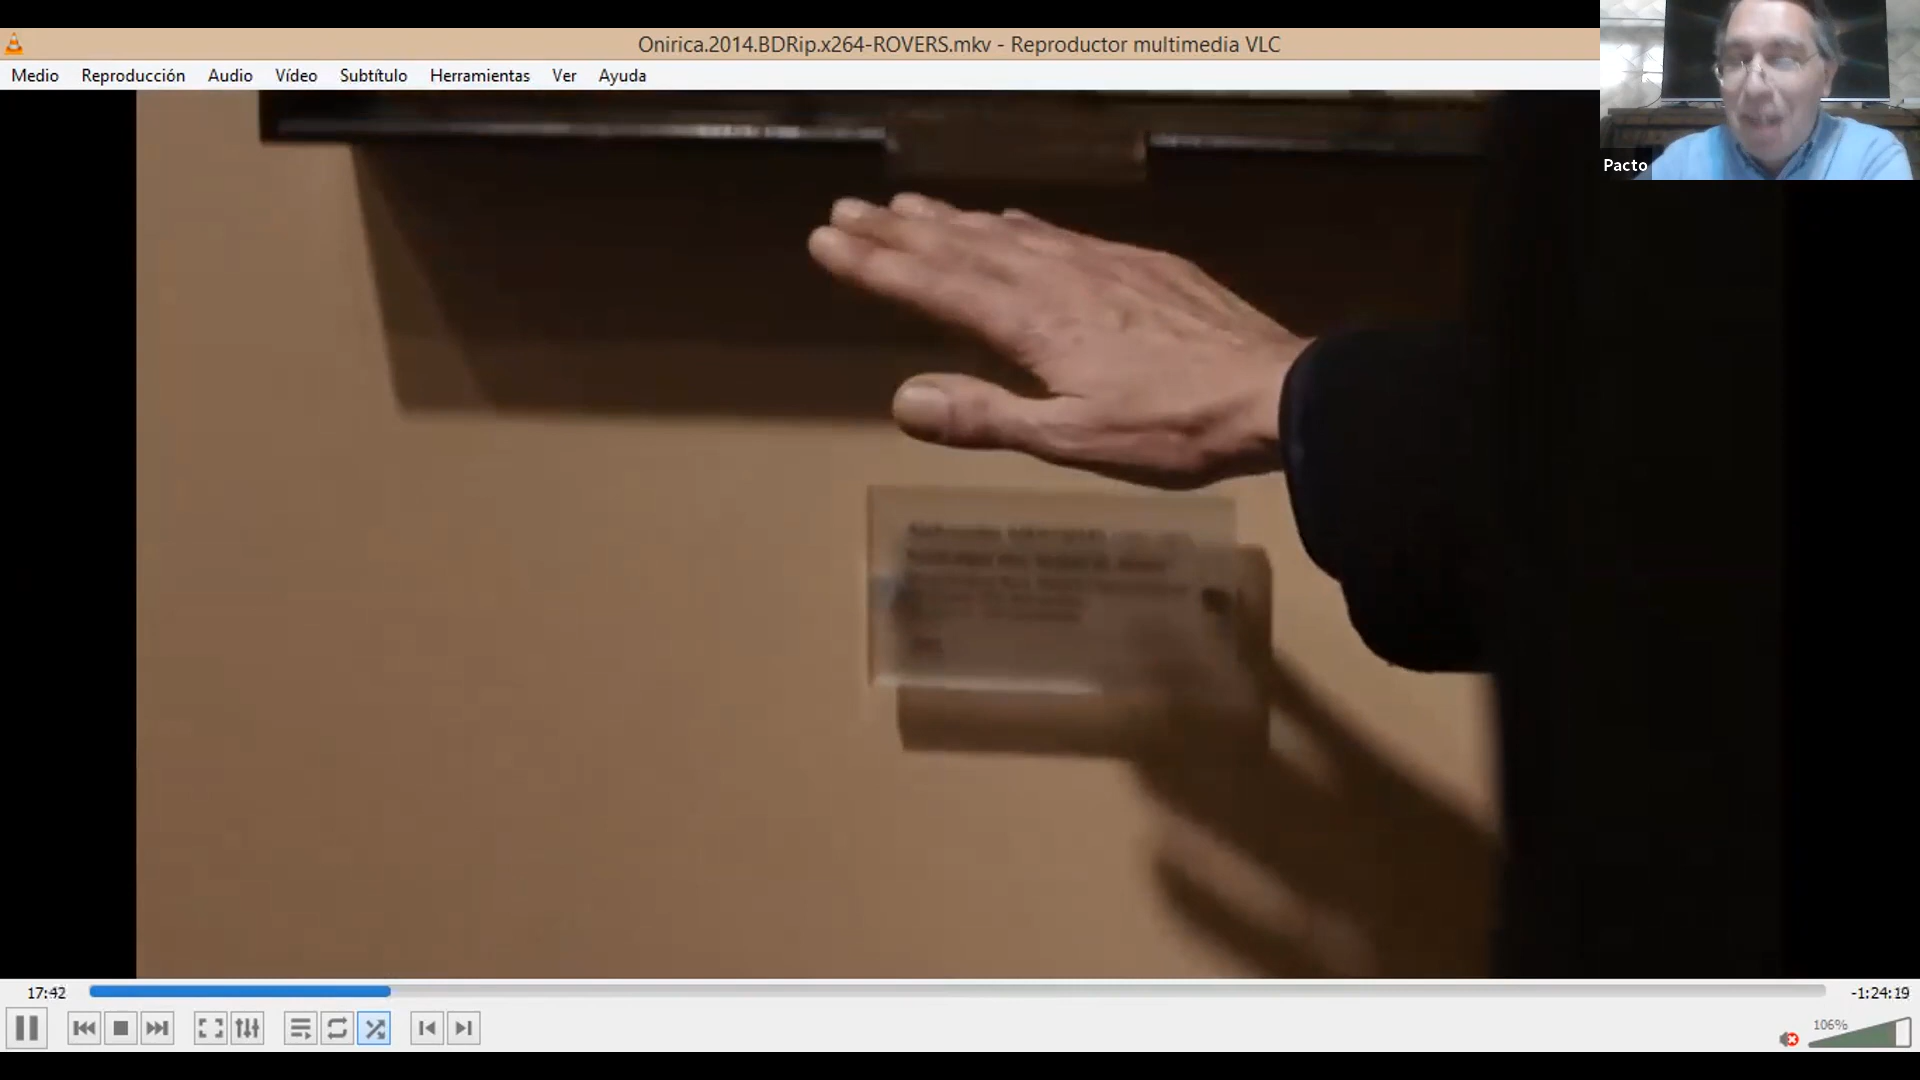 Onirica.2014.BDRip.x264-ROVERS.mkv - Reproductor multimedia VLC
Medio Reproducción Audio Vídeo Subtítulo Herramientas Ver Ayuda
Pacto
17:42
-1:24:19
106%